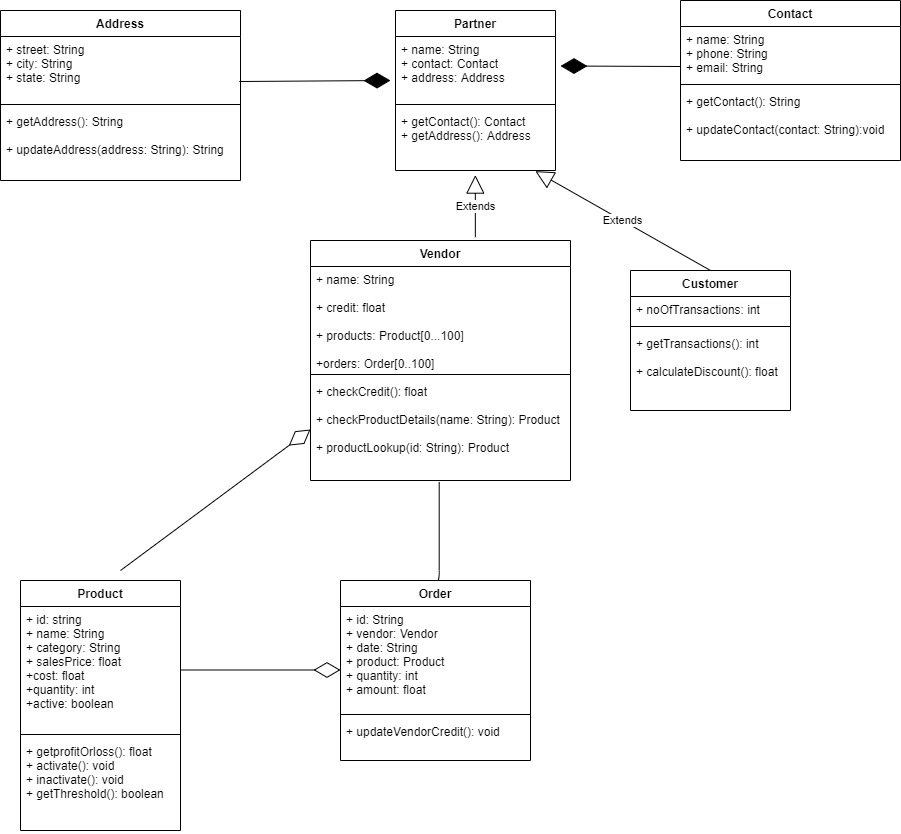 Address
+ street: String
+ city: String
+ state: String
+ getAddress(): String
+ updateAddress(address: String): String
Partner
+ name: String
+ contact: Contact
+ address: Address
+ getContact(): Contact
+ getAddress(): Address
Contact
+ name: String
+ phone: String
+ email: String
+ getContact(): String
+ updateContact(contact: String):void
Extends
Extends
Vendor
+ name: String
+ credit: float
+ products: Product[0...100]
+orders: Order[0..100]
+ checkCredit(): float
+ checkProductDetails(name: String): Product
+ productLookup(id: String): Product
Customer
+ noOfTransactions: int
+ getTransactions(): int
+ calculateDiscount(): float
Product
+ id: string
+ name: String
+ category: String
+ salesPrice: float
+cost: float
+quantity: int
+active: boolean
+ getprofitOrloss(): float
+ activate(): void
+ inactivate(): void
+ getThreshold(): boolean
Order
+ id: String
+ vendor: Vendor
+ date: String
+ product: Product
+ quantity: int
+ amount: float
+ updateVendorCredit(): void